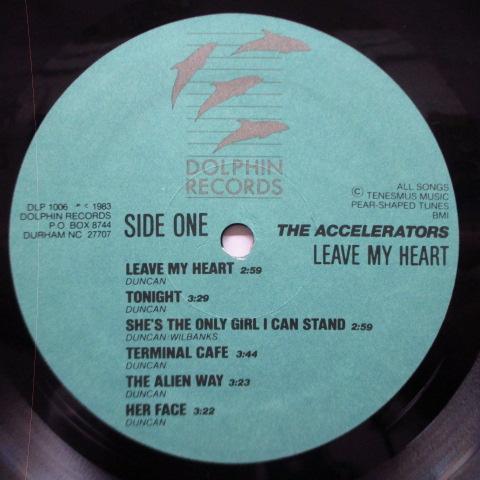 DOLPHIN
RECORDS
DLP 1006 ℗ © 1983
DOLPHIN RECORDS
P.O. BOX 8744
DURHAM NC 27707
SIDE ONE
© ALL SONGS
TENESMUS MUSIC
PEAR-SHAPED TUNES
BMI
THE ACCELERATORS
LEAVE MY HEART
LEAVE MY HEART 2:59
DUNCAN
TONIGHT 3:29
DUNCAN
SHE'S THE ONLY GIRL I CAN STAND 2:59
DUNCAN/WILBANKS
TERMINAL CAFE 3:44
DUNCAN
THE ALIEN WAY 3:23
DUNCAN
HER FACE 3:22
DUNCAN